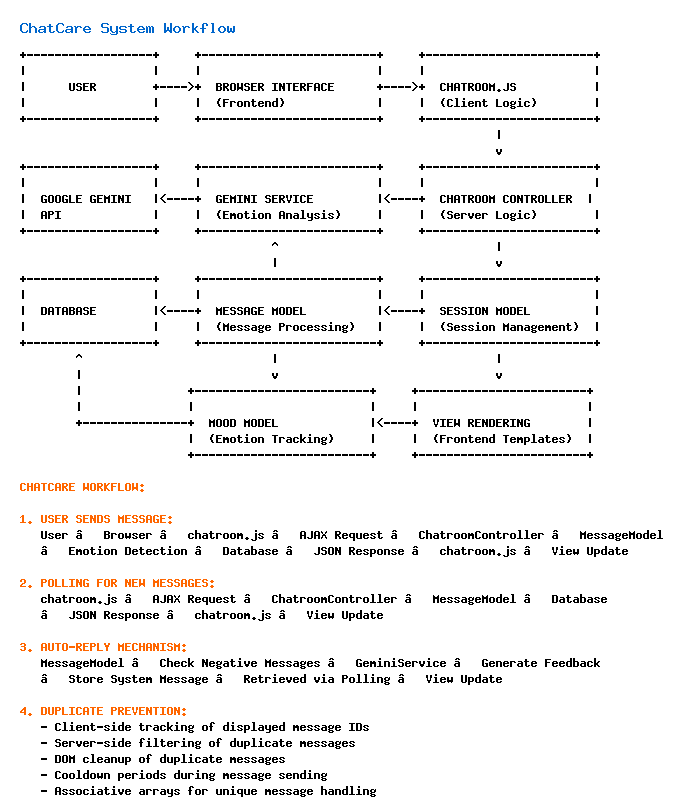 ChatCare System Workflow
+-------------------+     +--------------------------+     +-------------------------+
|                   |     |                          |     |                         |
|      USER         +---->+  BROWSER INTERFACE       +---->+  CHATROOM.JS            |
|                   |     |  (Frontend)              |     |  (Client Logic)         |
+-------------------+     +--------------------------+     +-------------------------+
|
v
+-------------------+     +--------------------------+     +-------------------------+
|                   |     |                          |     |                         |
|  GOOGLE GEMINI    |<----+  GEMINI SERVICE          |<----+  CHATROOM CONTROLLER  |
|  API              |     |  (Emotion Analysis)      |     |  (Server Logic)         |
+-------------------+     +--------------------------+     +-------------------------+
^                               |
|                               v
+-------------------+     +--------------------------+     +-------------------------+
|                   |     |                          |     |                         |
|  DATABASE         |<----+  MESSAGE MODEL           |<----+  SESSION MODEL          |
|                   |     |  (Message Processing)    |     |  (Session Management)  |
+-------------------+     +--------------------------+     +-------------------------+
^                           |                               |
|                           v                               v
|               +-------------------------+     +------------------------+
|               |                         |     |                        |
+---------------+  MOOD MODEL             |<----+  VIEW RENDERING        |
|  (Emotion Tracking)     |     |  (Frontend Templates)  |
+-------------------------+     +------------------------+
CHATCARE WORKFLOW:
1. USER SENDS MESSAGE:
User â   Browser â   chatroom.js â   AJAX Request â   ChatroomController â   MessageModel
â   Emotion Detection â   Database â   JSON Response â   chatroom.js â   View Update
2. POLLING FOR NEW MESSAGES:
chatroom.js â   AJAX Request â   ChatroomController â   MessageModel â   Database
â   JSON Response â   chatroom.js â   View Update
3. AUTO-REPLY MECHANISM:
MessageModel â   Check Negative Messages â   GeminiService â   Generate Feedback
â   Store System Message â   Retrieved via Polling â   View Update
4. DUPLICATE PREVENTION:
- Client-side tracking of displayed message IDs
- Server-side filtering of duplicate messages
- DOM cleanup of duplicate messages
- Cooldown periods during message sending
- Associative arrays for unique message handling